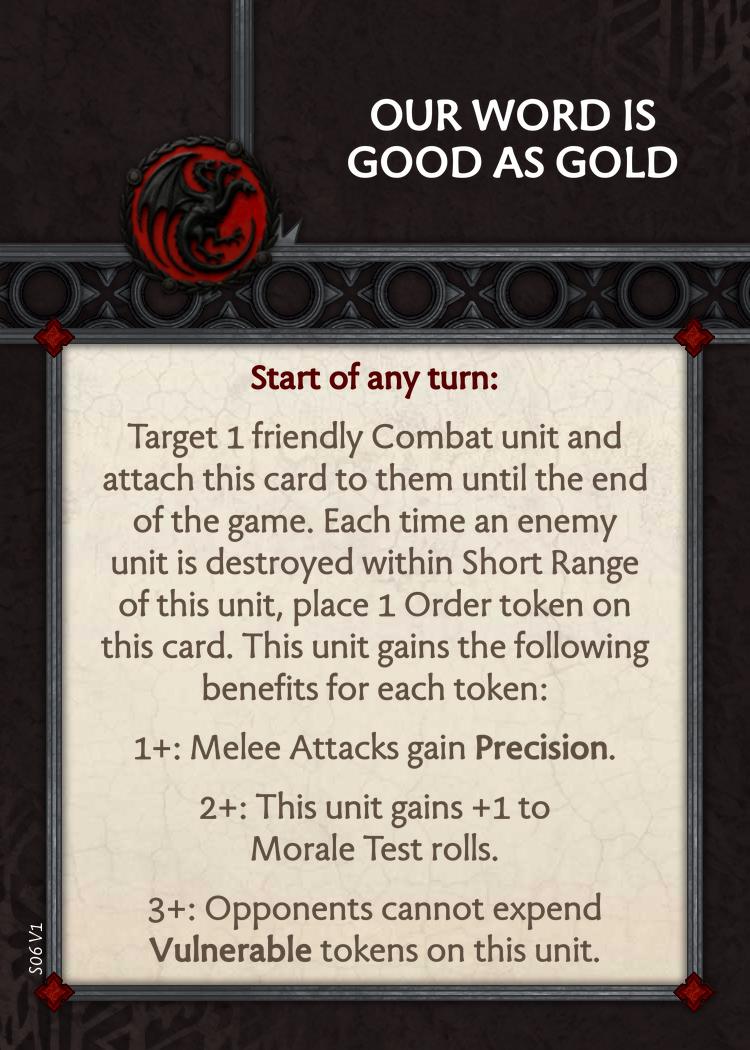 OUR WORD IS
GOOD AS GOLD
Start of any turn:
Target 1 friendly Combat unit and
attach this card to them until the end
of the game. Each time an enemy
unit is destroyed within Short Range
of this unit, place 1 Order token on
this card. This unit gains the following
benefits for each token:
1+: Melee Attacks gain Precision.
2+: This unit gains +1 to
Morale Test rolls.
3+: Opponents cannot expend
Vulnerable tokens on this unit.
S06 V1